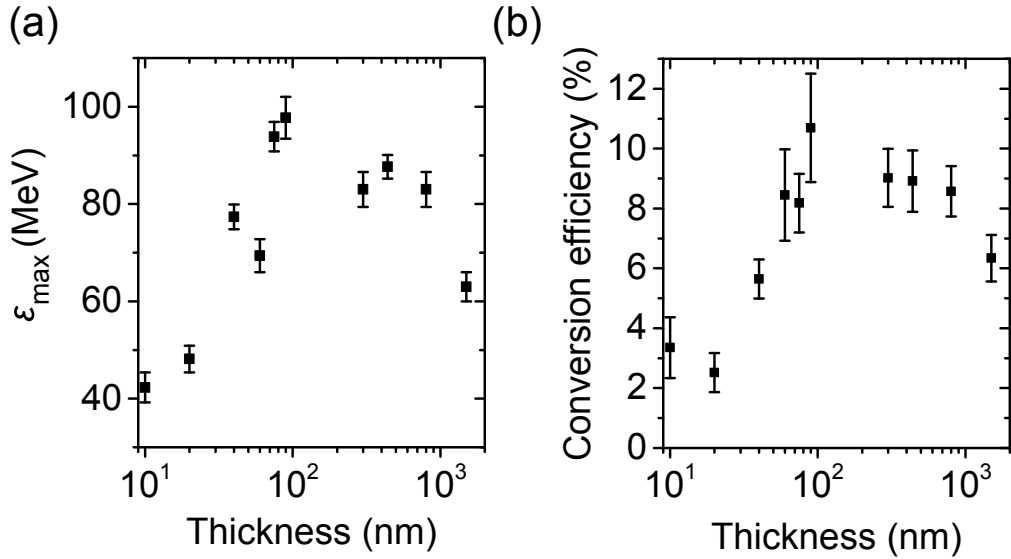 (a)
(b)
100
80
60
40
εmax (MeV)
10¹
10²
10³
Thickness (nm)
12
10
8
6
4
2
0
Conversion efficiency (%)
10¹
10²
10³
Thickness (nm)